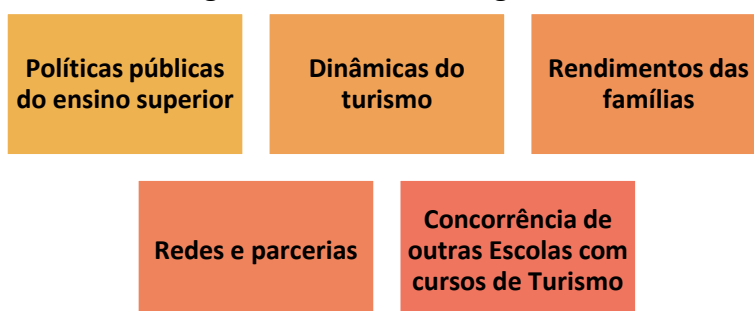 Políticas públicas
do ensino superior
Dinâmicas do
turismo
Rendimentos das
famílias
Redes e parcerias
Concorrência de
outras Escolas com
cursos de Turismo